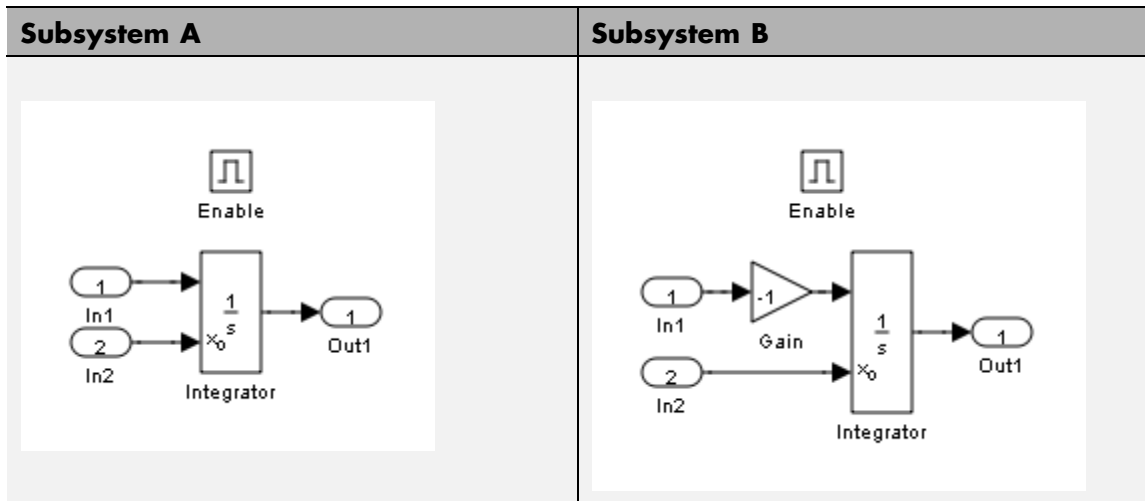 Subsystem A
Subsystem B
Enable
1
In1
2
In2
1
s
x₀
Integrator
1
Out1
Enable
1
In1
-1
Gain
2
In2
1
s
x₀
Integrator
1
Out1